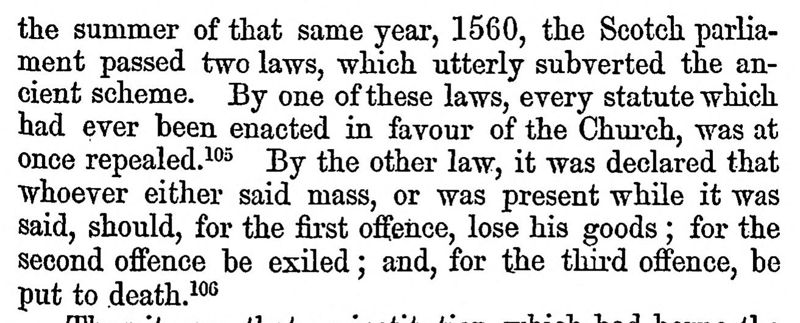 the summer of that same year, 1560, the Scotch parlia-
ment passed two laws, which utterly subverted the an-
cient scheme. By one of these laws, every statute which
had ever been enacted in favour of the Church, was at
once repealed.¹⁰⁵ By the other law, it was declared that
whoever either said mass, or was present while it was
said, should, for the first offence, lose his goods; for the
second offence be exiled; and, for the third offence, be
put to death.¹⁰⁶